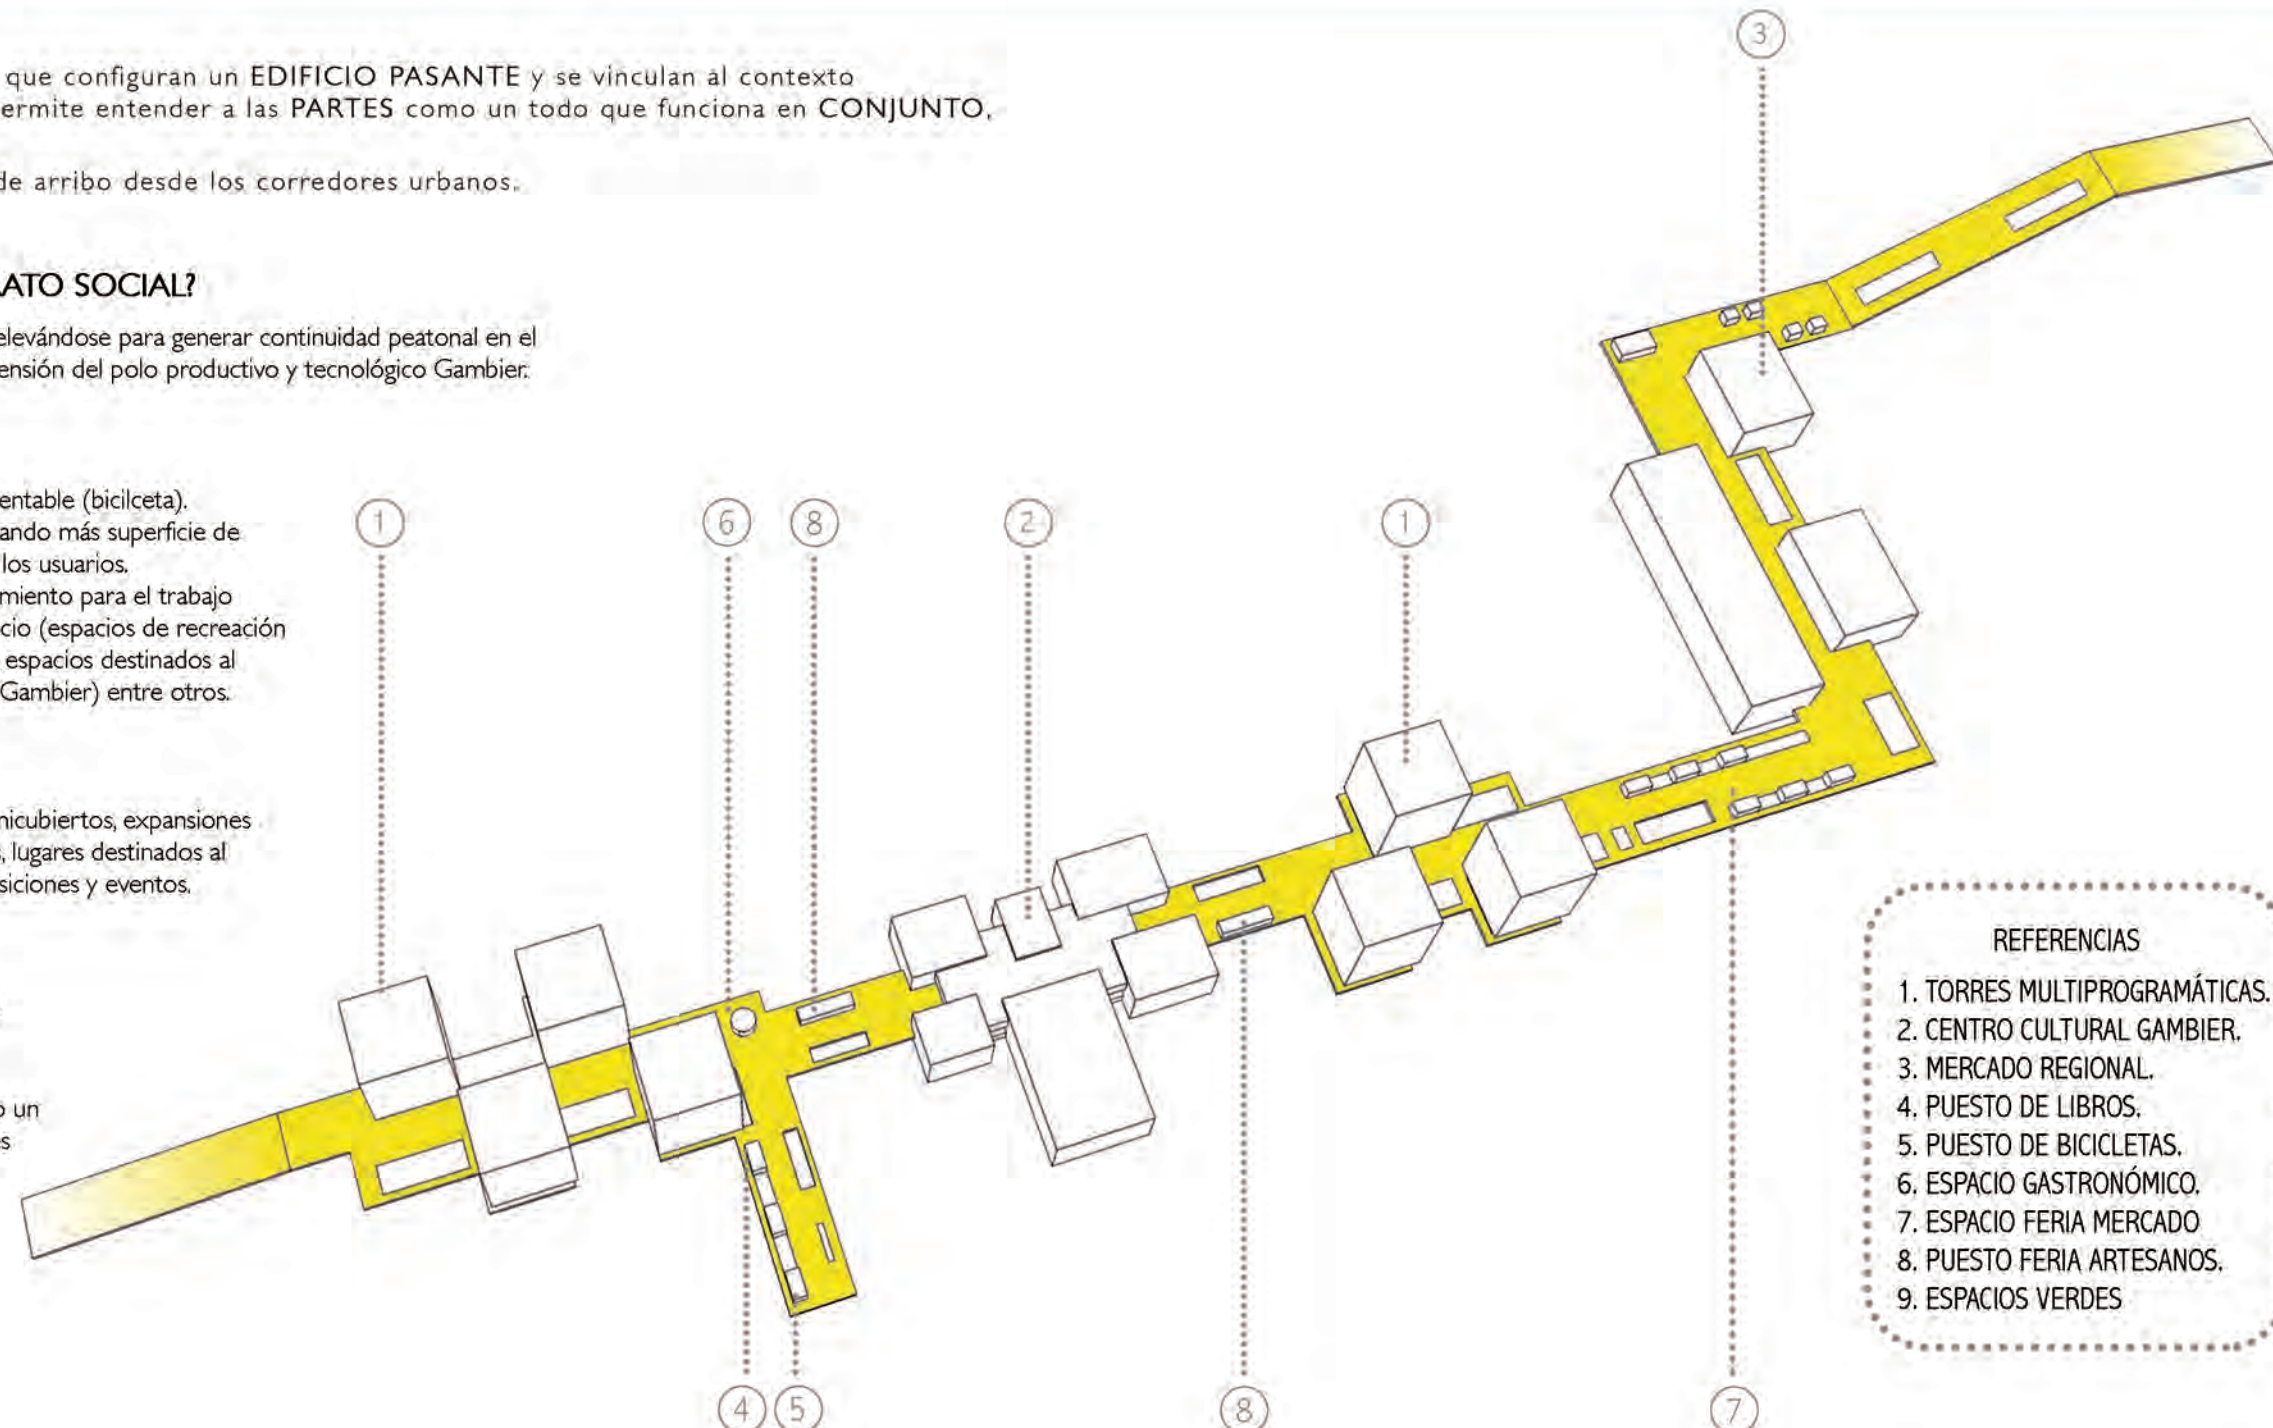 que configuran un EDIFICIO PASANTE y se vinculan al contexto
ermite entender a las PARTES como un todo que funciona en CONJUNTO,
de arribo desde los corredores urbanos.
ATO SOCIAL?
elevándose para generar continuidad peatonal en el
ensión del polo productivo y tecnológico Gambier.
entable (bicilceta).
ando más superficie de
los usuarios.
miento para el trabajo
cio (espacios de recreación
espacios destinados al
Gambier) entre otros.
nicubiertos, expansiones
s, lugares destinados al
siciones y eventos.
o un
es
3
1
6
8
2
1
4
5
8
7
REFERENCIAS
1. TORRES MULTIPROGRAMÁTICAS.
2. CENTRO CULTURAL GAMBIER.
3. MERCADO REGIONAL.
4. PUESTO DE LIBROS.
5. PUESTO DE BICICLETAS.
6. ESPACIO GASTRONÓMICO.
7. ESPACIO FERIA MERCADO
8. PUESTO FERIA ARTESANOS.
9. ESPACIOS VERDES